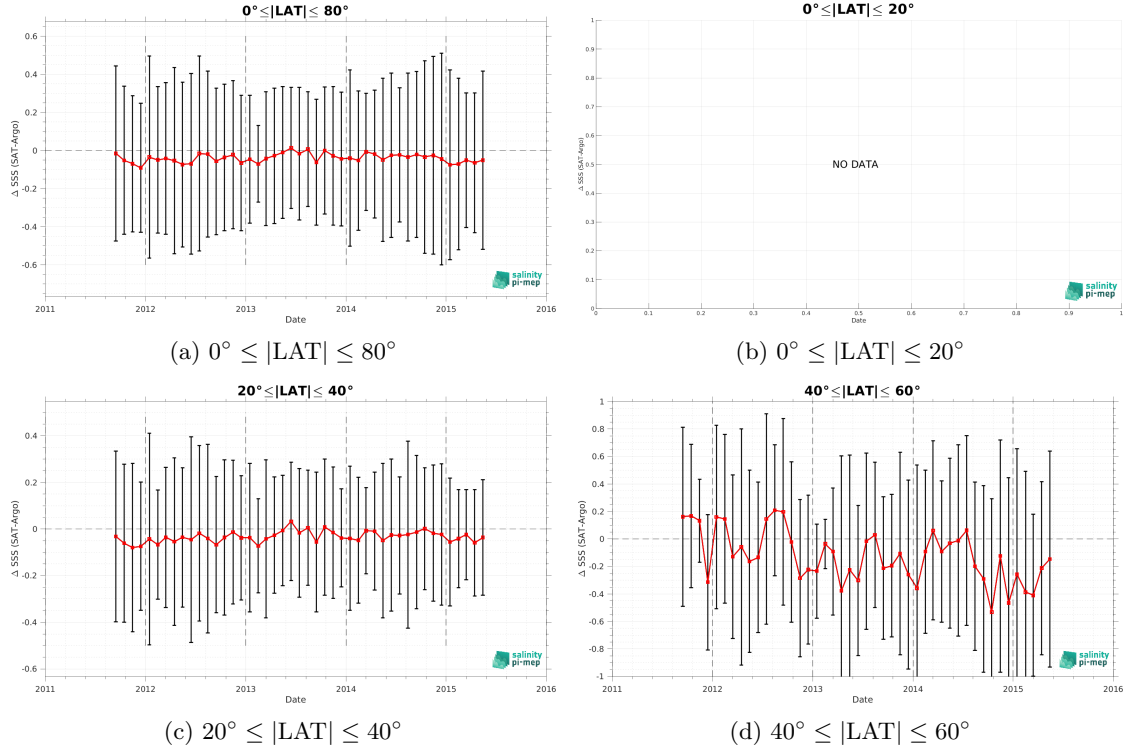 0°≤|LAT|≤ 80°
0.6
0.4
0.2
0
-0.2
-0.4
-0.6
Δ SSS (SAT-Argo)
2011
2012
2013
2014
2015
2016
Date
salinity
pi-mep
(a) 0° ≤ |LAT| ≤ 80°
0°≤|LAT|≤ 20°
1
0.9
0.8
0.7
0.6
0.5
0.4
0.3
0.2
0.1
0
Δ SSS (SAT-Argo)
NO DATA
0
0.1
0.2
0.3
0.4
0.5
0.6
0.7
0.8
0.9
1
Date
salinity
pi-mep
(b) 0° ≤ |LAT| ≤ 20°
20°≤|LAT|≤ 40°
0.4
0.2
0
-0.2
-0.4
-0.6
Δ SSS (SAT-Argo)
2011
2012
2013
2014
2015
2016
Date
salinity
pi-mep
(c) 20° ≤ |LAT| ≤ 40°
40°≤|LAT|≤ 60°
1
0.8
0.6
0.4
0.2
0
-0.2
-0.4
-0.6
-0.8
-1
Δ SSS (SAT-Argo)
2011
2012
2013
2014
2015
2016
Date
salinity
pi-mep
(d) 40° ≤ |LAT| ≤ 60°